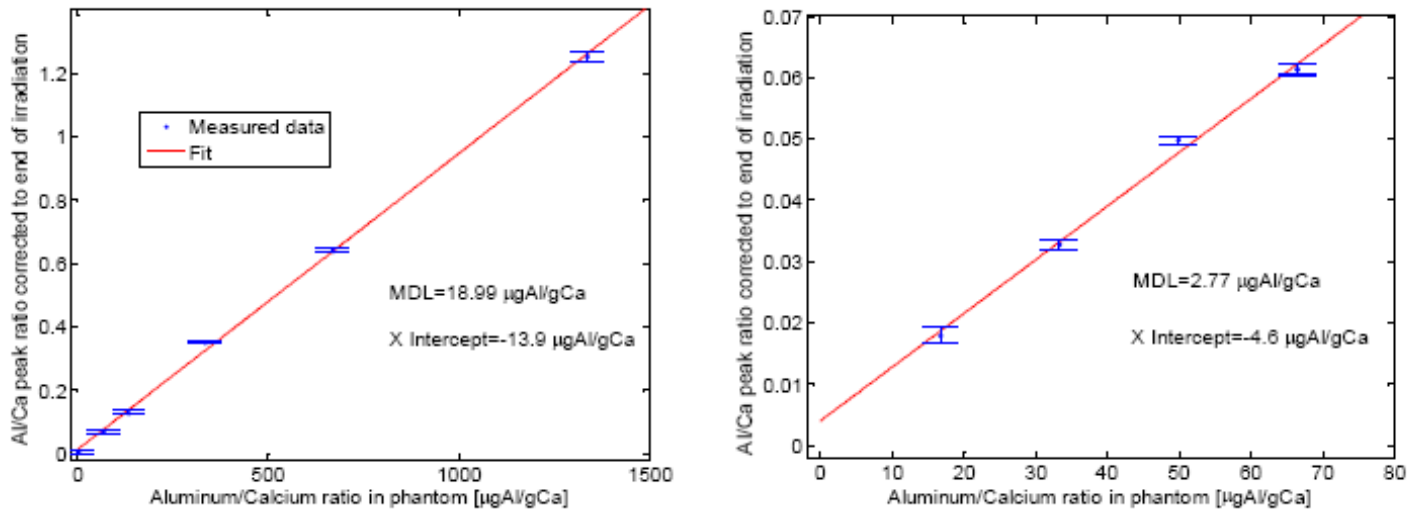 Al/Ca peak ratio corrected to end of irradiation
1.2
1
0.8
0.6
0.4
0.2
0
Measured data
Fit
MDL=18.99 µgAl/gCa
X Intercept=-13.9 µgAl/gCa
0 500 1000 1500
Aluminum/Calcium ratio in phantom [µgAl/gCa]
Al/Ca peak ratio corrected to end of irradiation
0.07
0.06
0.05
0.04
0.03
0.02
0.01
0
MDL=2.77 µgAl/gCa
X Intercept=-4.6 µgAl/gCa
0 10 20 30 40 50 60 70 80
Aluminum/Calcium ratio in phantom [µgAl/gCa]